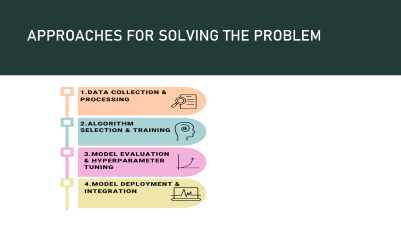 APPROACHES FOR SOLVING THE PROBLEM
1.DATA COLLECTION &
PROCESSING
2.ALGORITHM
SELECTION & TRAINING
3.MODEL EVALUATION
& HYPERPARAMETER
TUNING
4.MODEL DEPLOYMENT &
INTEGRATION